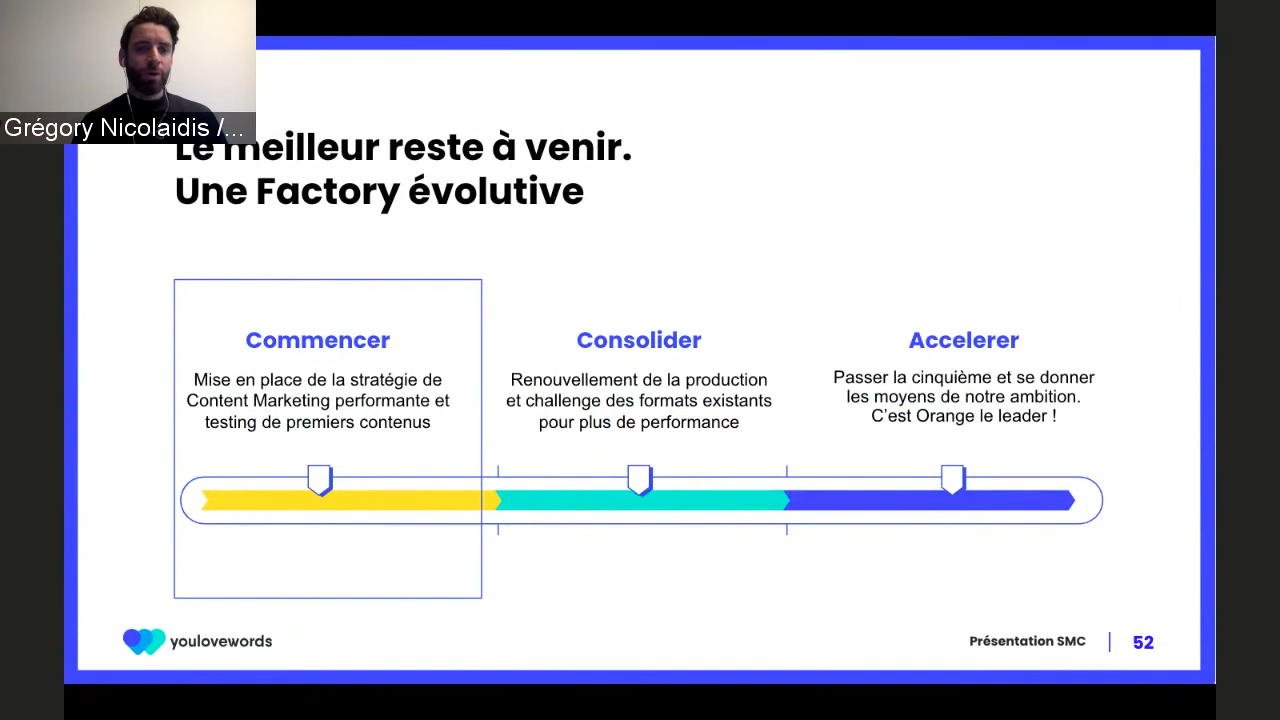 Grégory Nicolaidis /...
Le meilleur reste à venir.
Une Factory évolutive
Commencer
Mise en place de la stratégie de
Content Marketing performante et
testing de premiers contenus
Consolider
Renouvellement de la production
et challenge des formats existants
pour plus de performance
Accelerer
Passer la cinquième et se donner
les moyens de notre ambition.
C’est Orange le leader !
youlovewords
Présentation SMC
52